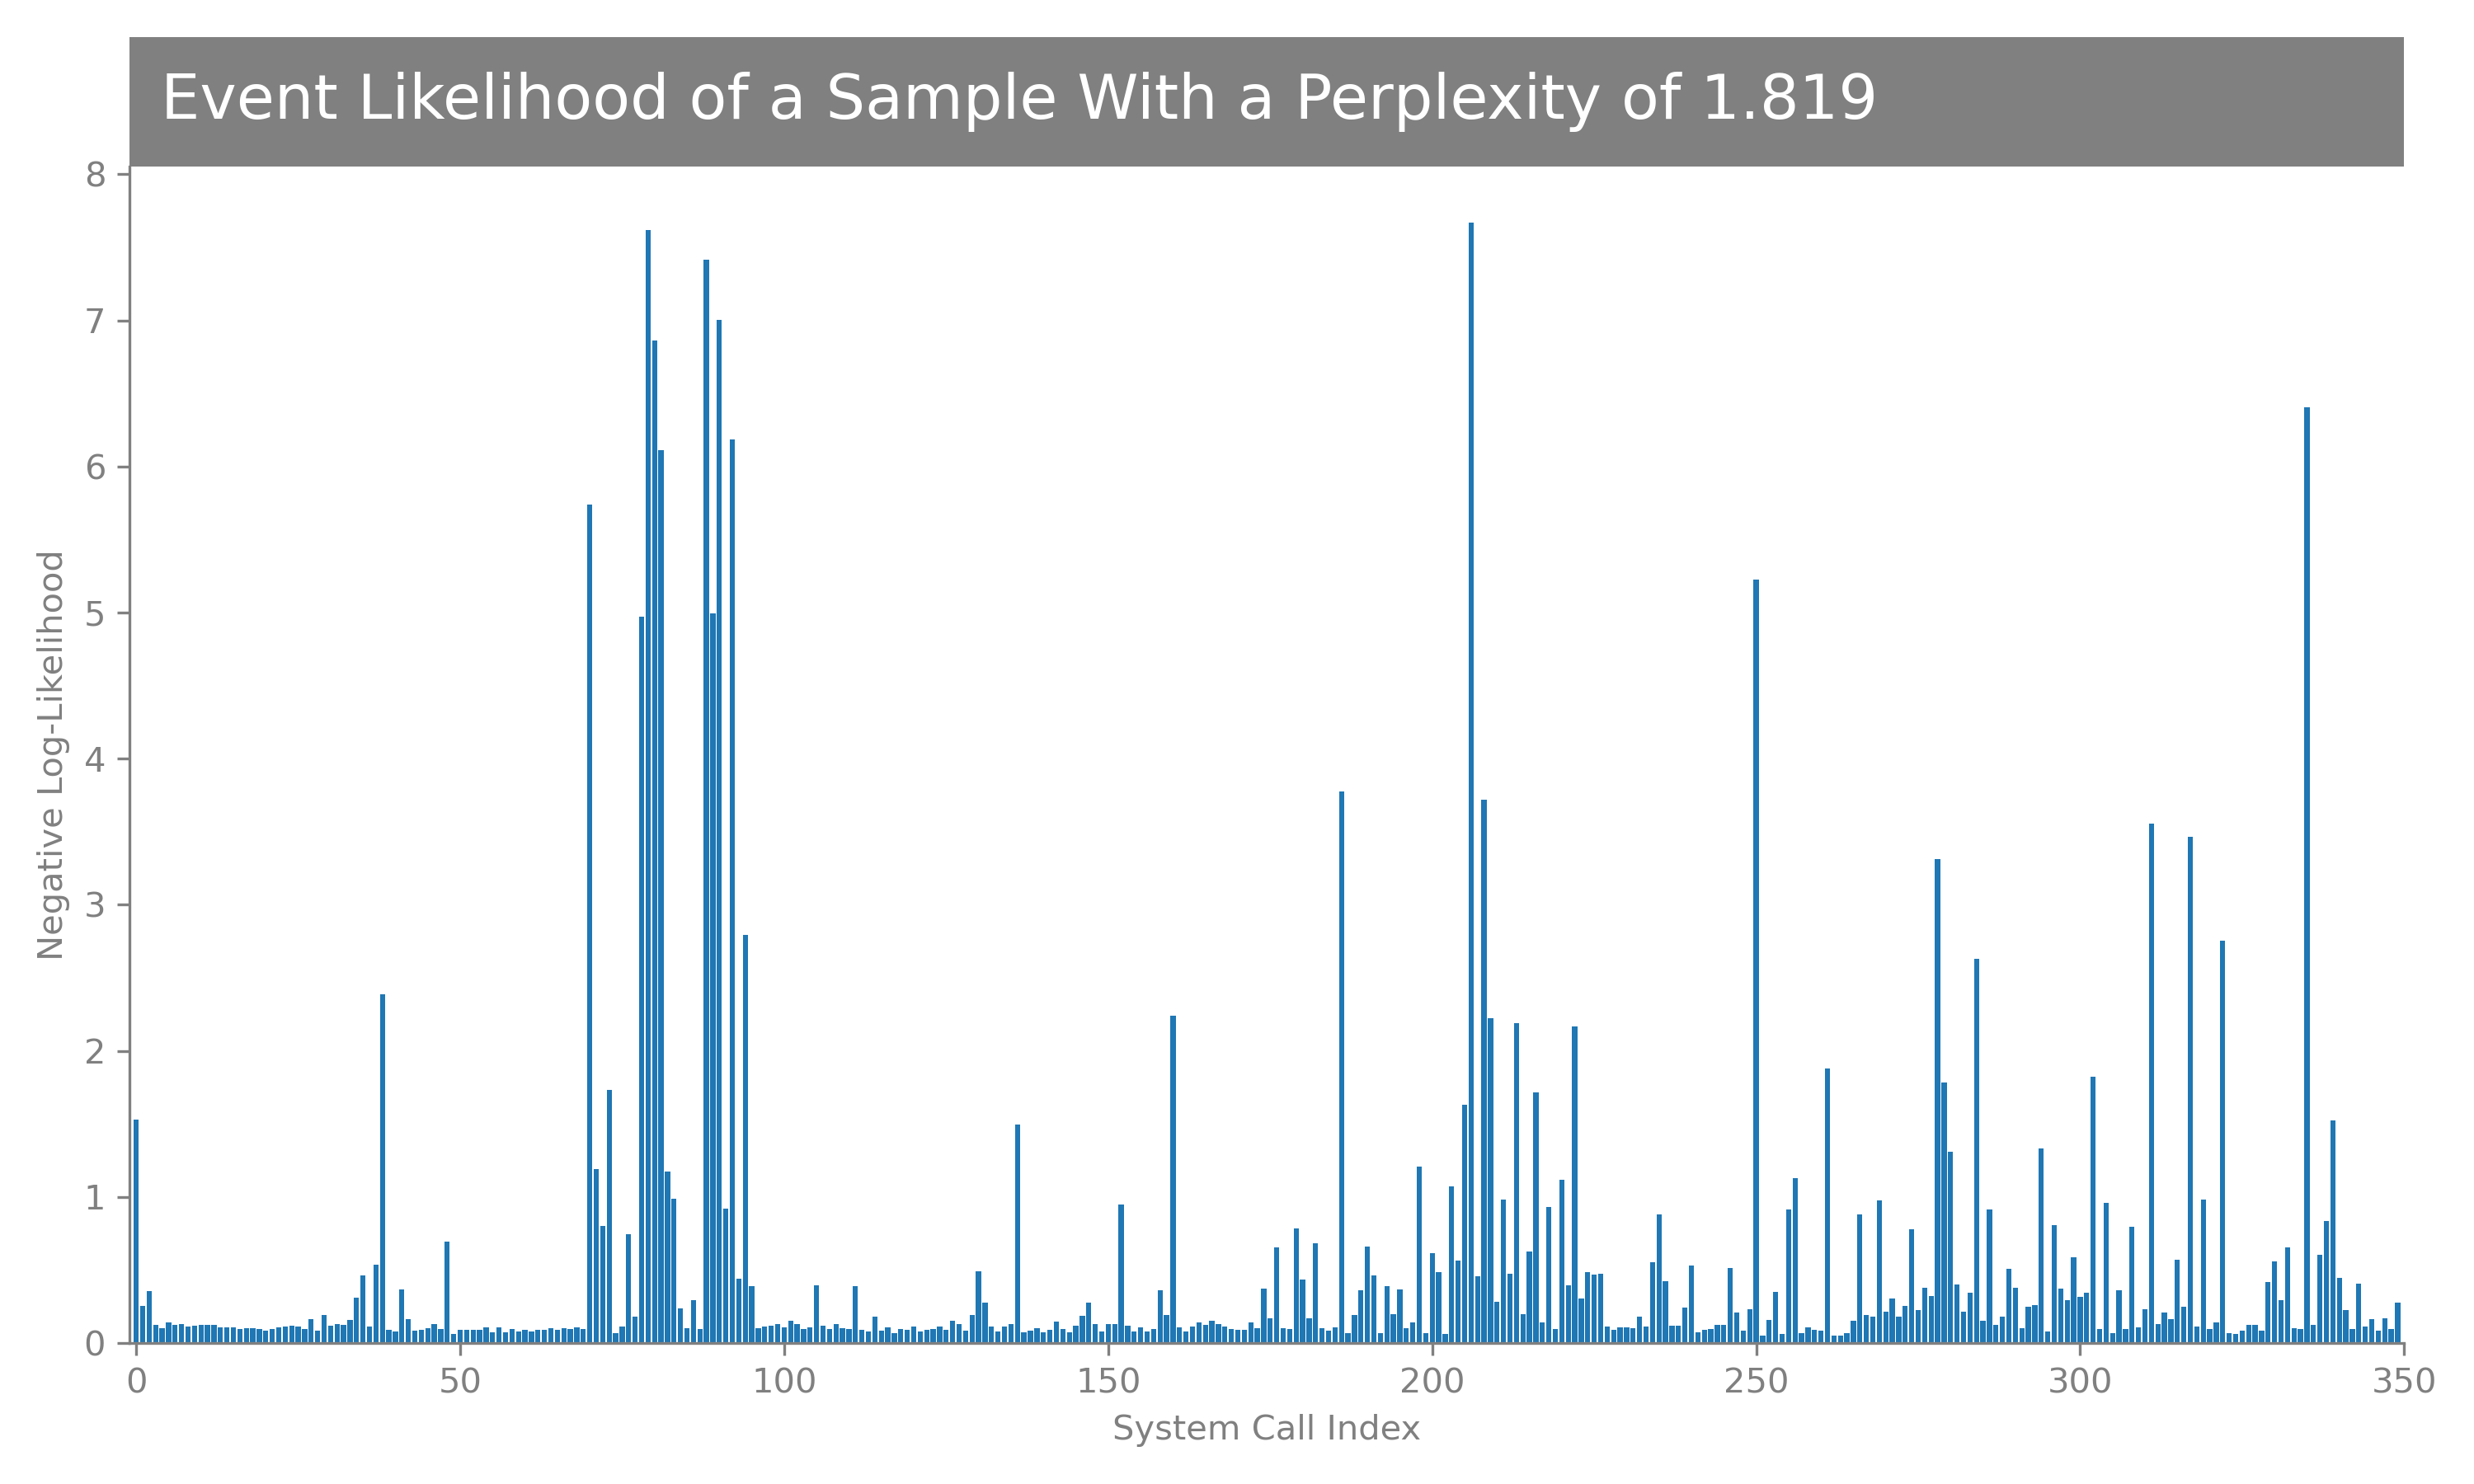 Event Likelihood of a Sample With a Perplexity of 1.819
8
7
6
5
4
3
2
1
0
Negative Log-Likelihood
0 50 100 150 200 250 300 350
System Call Index